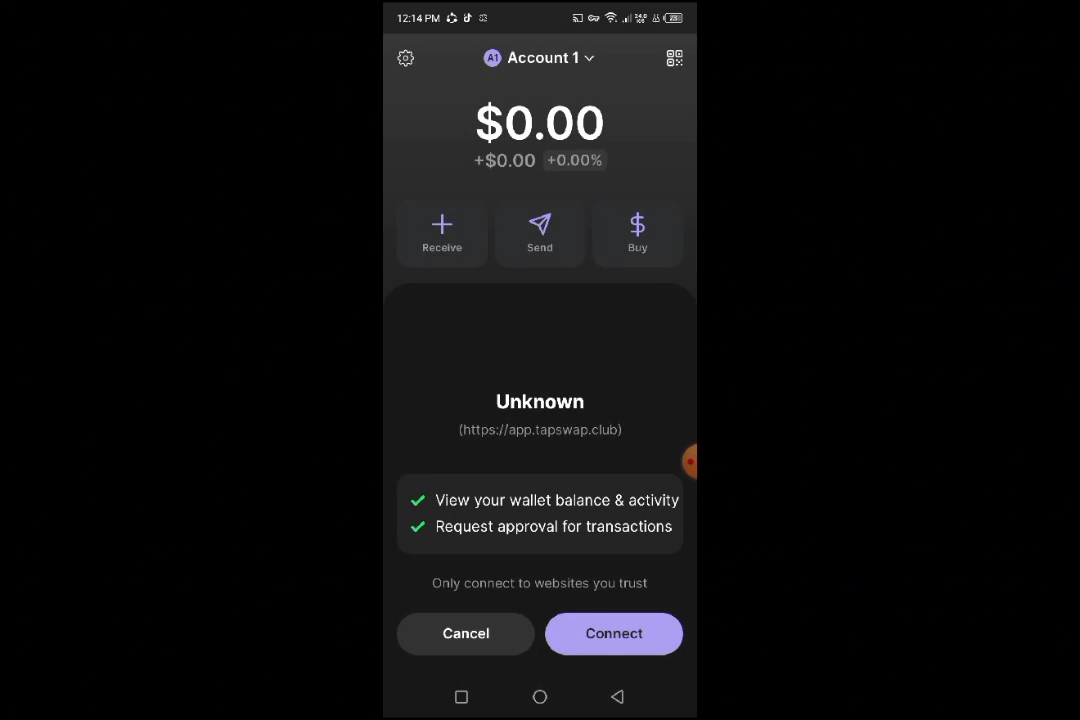 12:14 PM
A1 Account 1
$0.00
+$0.00 +0.00%
Receive Send Buy
Unknown
(https://app.tapswap.club)
View your wallet balance & activity
Request approval for transactions
Only connect to websites you trust
Cancel Connect